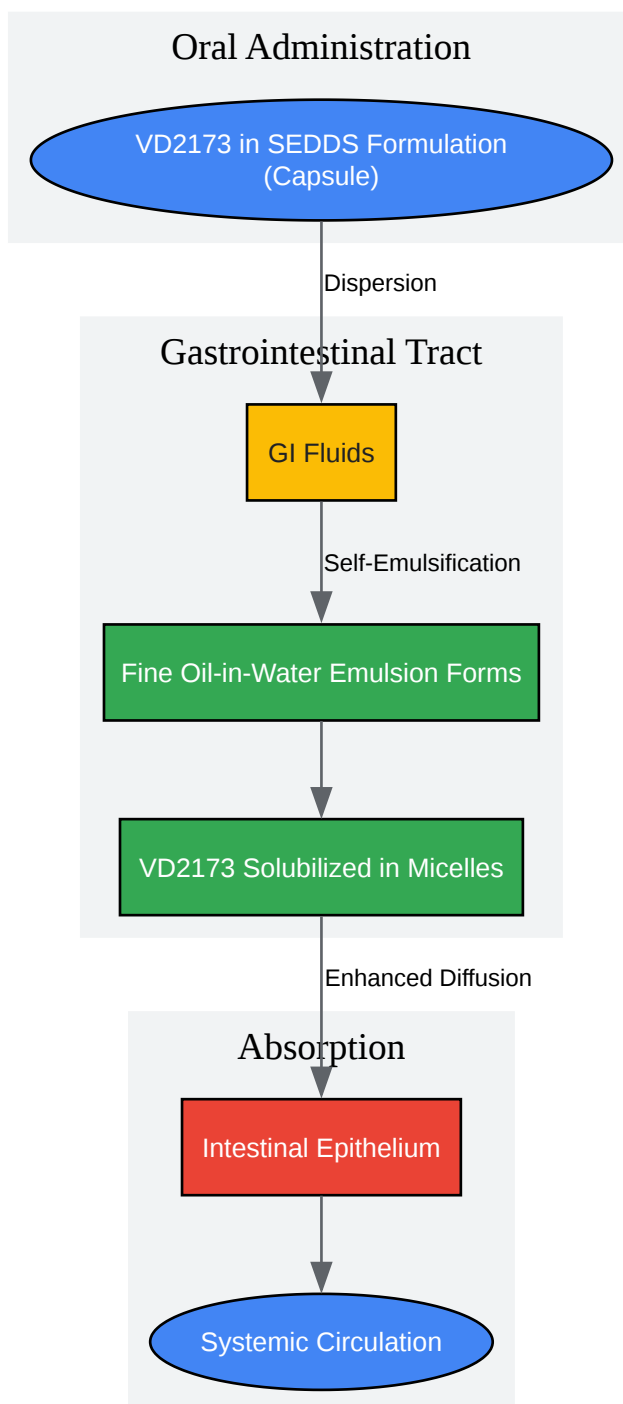 Oral Administration
VD2173 in SEDDS Formulation
(Capsule)
Dispersion
Gastrointestinal Tract
GI Fluids
Self-Emulsification
Fine Oil-in-Water Emulsion Forms
VD2173 Solubilized in Micelles
Enhanced Diffusion
Absorption
Intestinal Epithelium
Systemic Circulation